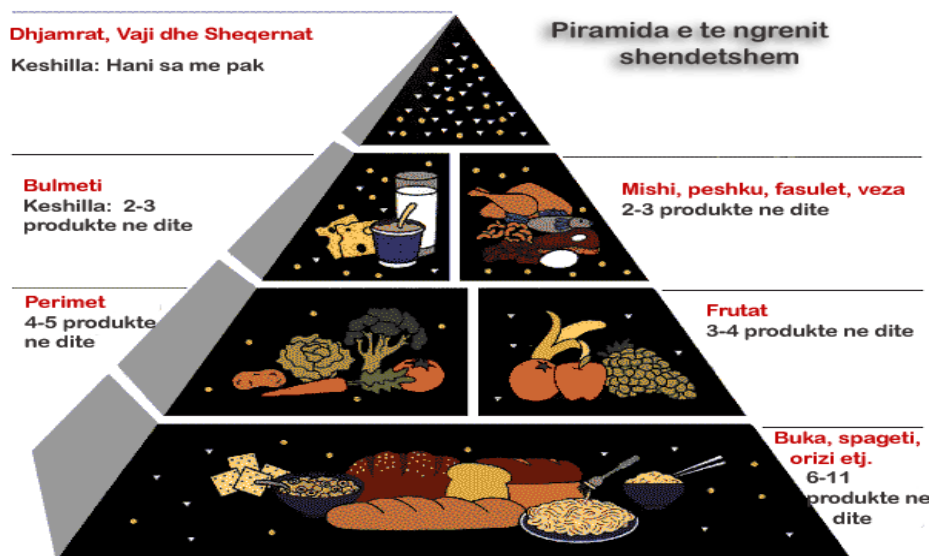 Piramida e te ngrenit
shendetshem
Dhjamrat, Vaji dhe Sheqernat
Keshilla: Hani sa me pak
Bulmeti
Keshilla: 2-3
produkte ne dite
Mishi, peshku, fasulet, veza
2-3 produkte ne dite
Perimet
4-5 produkte
ne dite
Frutat
3-4 produkte ne dite
Buka, spageti,
orizi etj.
6-11
produkte ne
dite